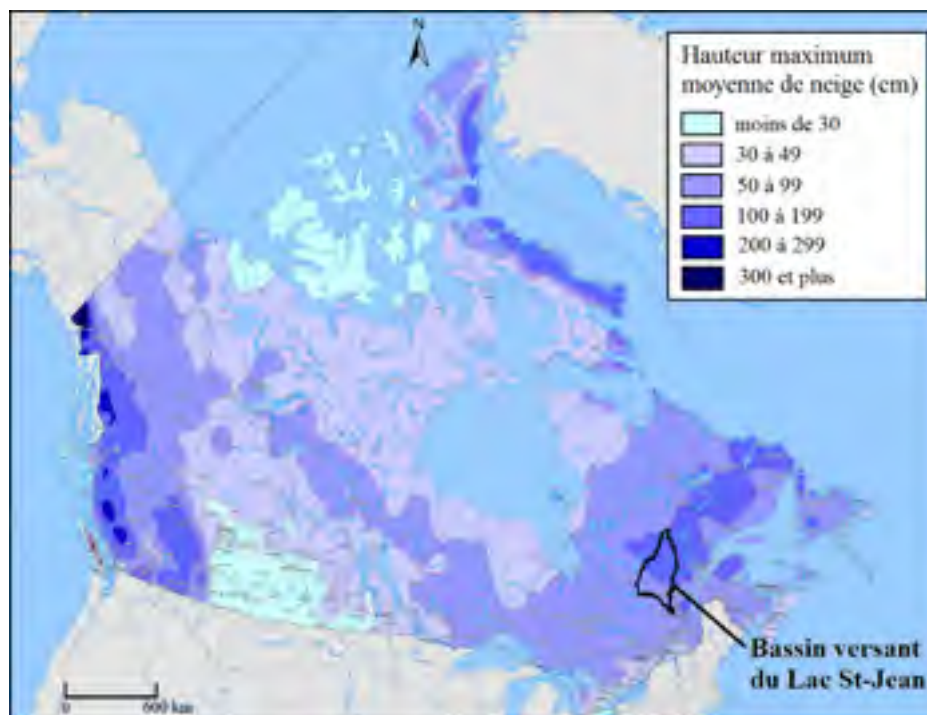 N
Hauteur maximum
moyenne de neige (cm)
moins de 30
30 à 49
50 à 99
100 à 199
200 à 299
300 et plus
Bassin versant
du Lac St-Jean
0 600 km